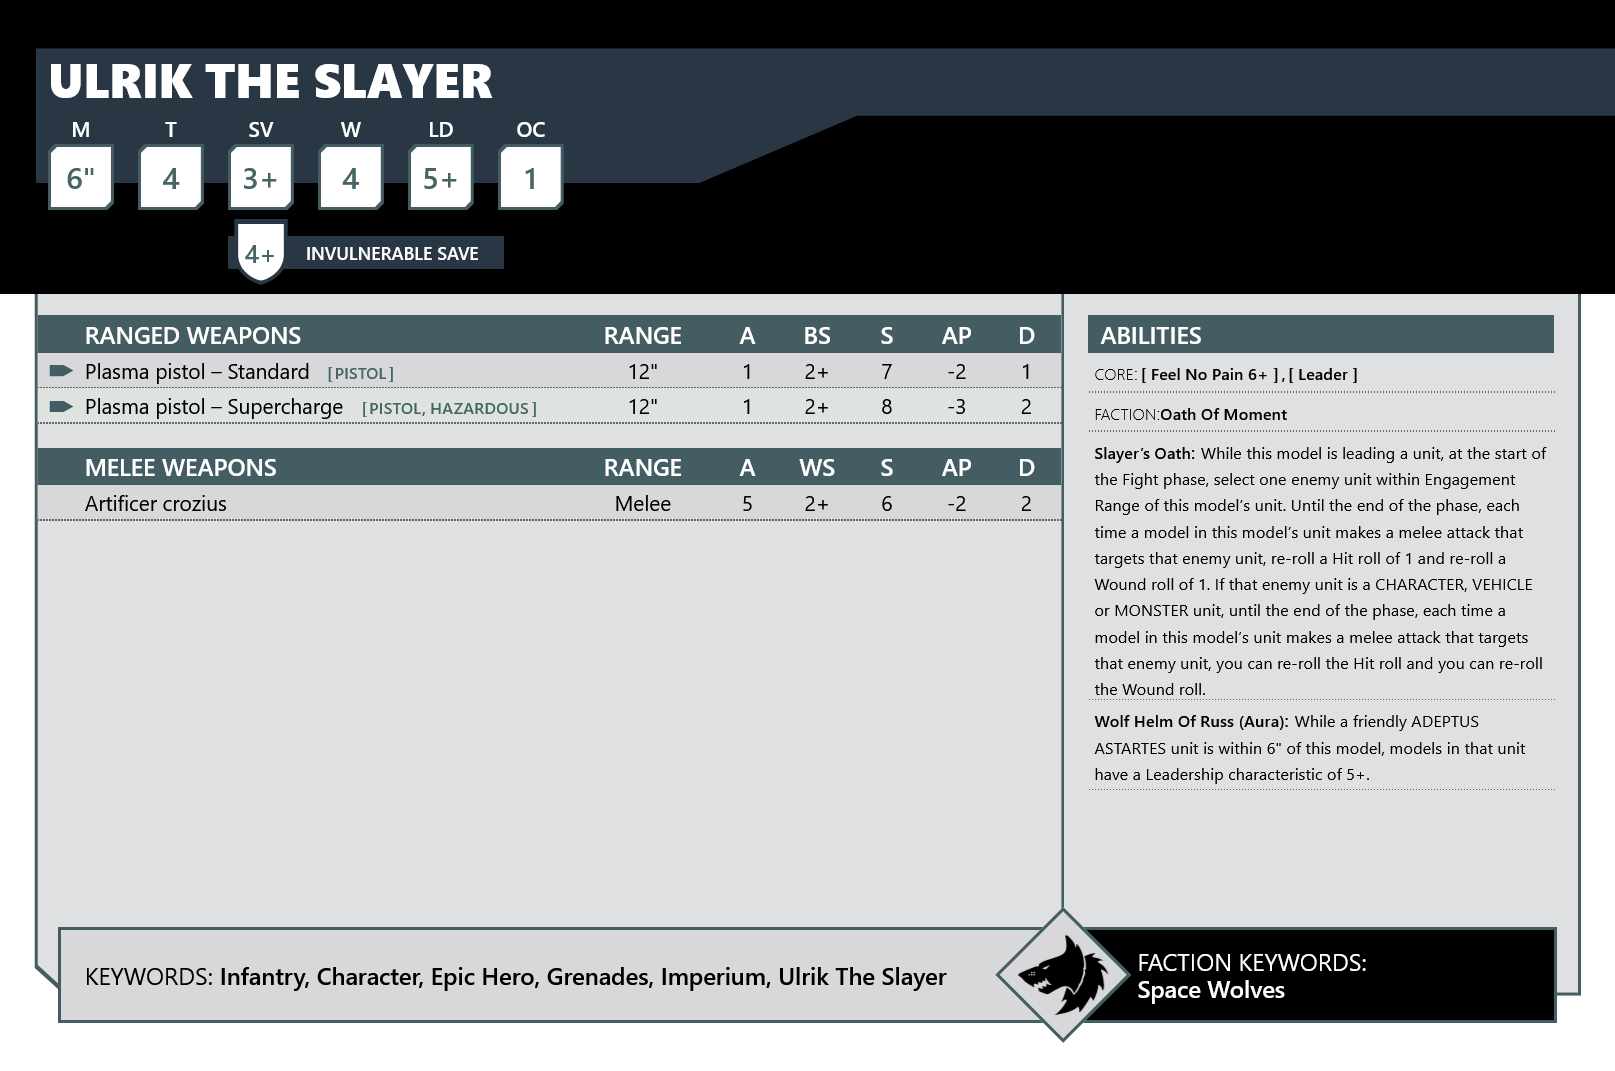 ULRIK THE SLAYER
M T SV W LD OC
6" 4 3+ 4 5+ 1
4+ INVULNERABLE SAVE
RANGED WEAPONS RANGE A BS S AP D
Plasma pistol – Standard [PISTOL] 12" 1 2+ 7 -2 1
Plasma pistol – Supercharge [PISTOL, HAZARDOUS] 12" 1 2+ 8 -3 2
MELEE WEAPONS RANGE A WS S AP D
Artificer crozius Melee 5 2+ 6 -2 2
ABILITIES
CORE: [ Feel No Pain 6+ ] , [ Leader ]
FACTION:Oath Of Moment
Slayer’s Oath: While this model is leading a unit, at the start of
the Fight phase, select one enemy unit within Engagement
Range of this model’s unit. Until the end of the phase, each
time a model in this model’s unit makes a melee attack that
targets that enemy unit, re-roll a Hit roll of 1 and re-roll a
Wound roll of 1. If that enemy unit is a CHARACTER, VEHICLE
or MONSTER unit, until the end of the phase, each time a
model in this model’s unit makes a melee attack that targets
that enemy unit, you can re-roll the Hit roll and you can re-roll
the Wound roll.
Wolf Helm Of Russ (Aura): While a friendly ADEPTUS
ASTARTES unit is within 6" of this model, models in that unit
have a Leadership characteristic of 5+.
KEYWORDS: Infantry, Character, Epic Hero, Grenades, Imperium, Ulrik The Slayer
FACTION KEYWORDS:
Space Wolves